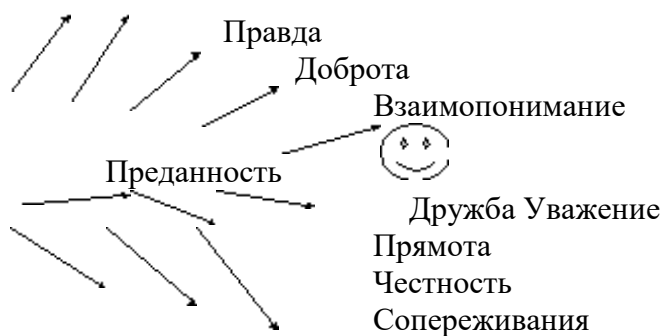 Правда
Доброта
Взаимопонимание
Преданность
Дружба Уважение
Прямота
Честность
Сопереживания